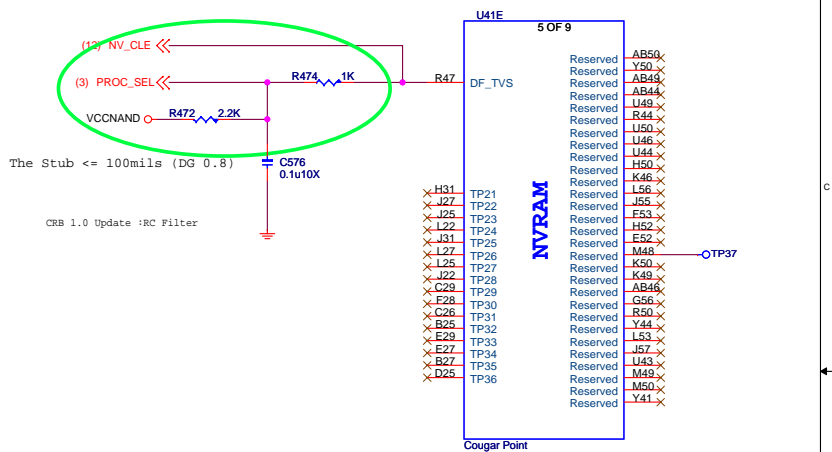 U41E
5 OF 9
(12) NV_CLE
(3) PROC_SEL
R474 1K
R47 DF_TVS
VCCNAND
R472 2.2K
The Stub <= 100mils (DG 0.8)
C576
0.1u10X
CRB 1.0 Update :RC Filter
NVRAM
H31 TP21
J27 TP22
J25 TP23
L22 TP24
J31 TP25
L27 TP26
L25 TP27
J22 TP28
C29 TP29
F28 TP30
C26 TP31
B25 TP32
E29 TP33
E27 TP34
B27 TP35
D25 TP36
Reserved AB50
Reserved Y50
Reserved AB49
Reserved AB44
Reserved U49
Reserved R44
Reserved U50
Reserved U46
Reserved U44
Reserved H50
Reserved K46
Reserved L56
Reserved J55
Reserved F53
Reserved H52
Reserved E52
Reserved M48 TP37
Reserved K50
Reserved K49
Reserved AB46
Reserved G56
Reserved R50
Reserved Y44
Reserved L53
Reserved J57
Reserved U43
Reserved M49
Reserved M50
Reserved Y41
Cougar Point
C